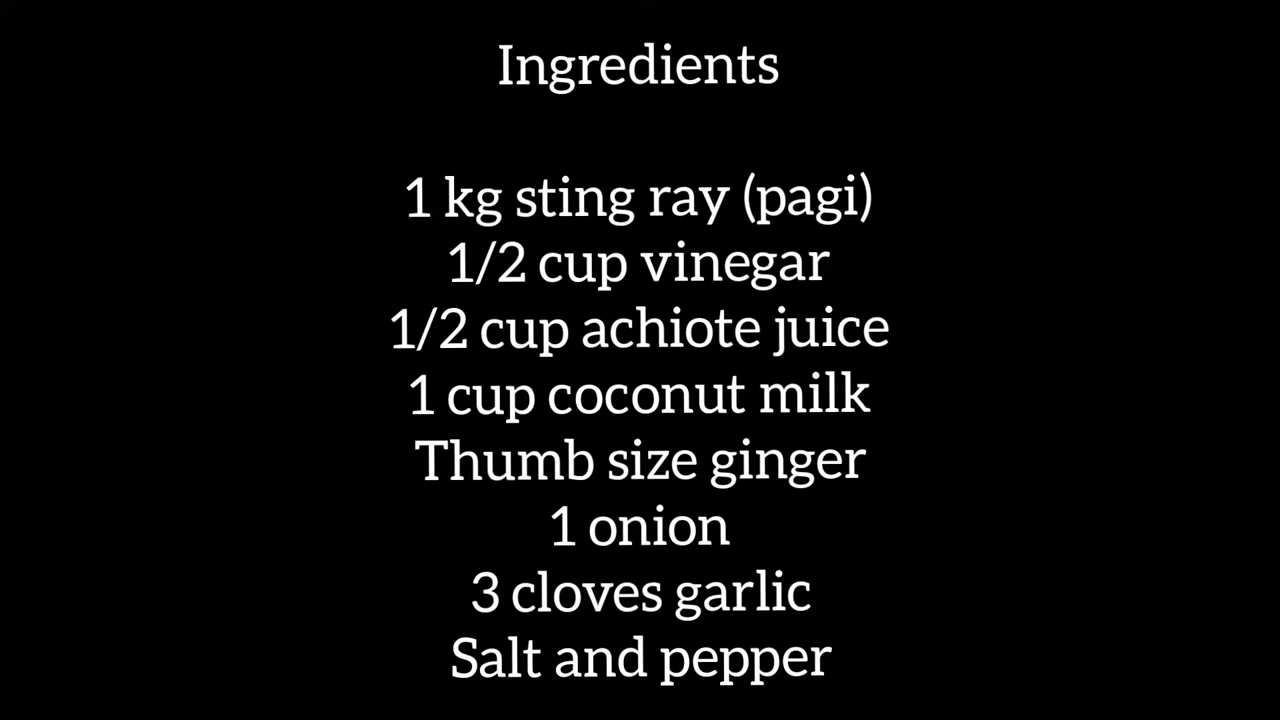 Ingredients
1 kg sting ray (pagi)
1/2 cup vinegar
1/2 cup achiote juice
1 cup coconut milk
Thumb size ginger
1 onion
3 cloves garlic
Salt and pepper